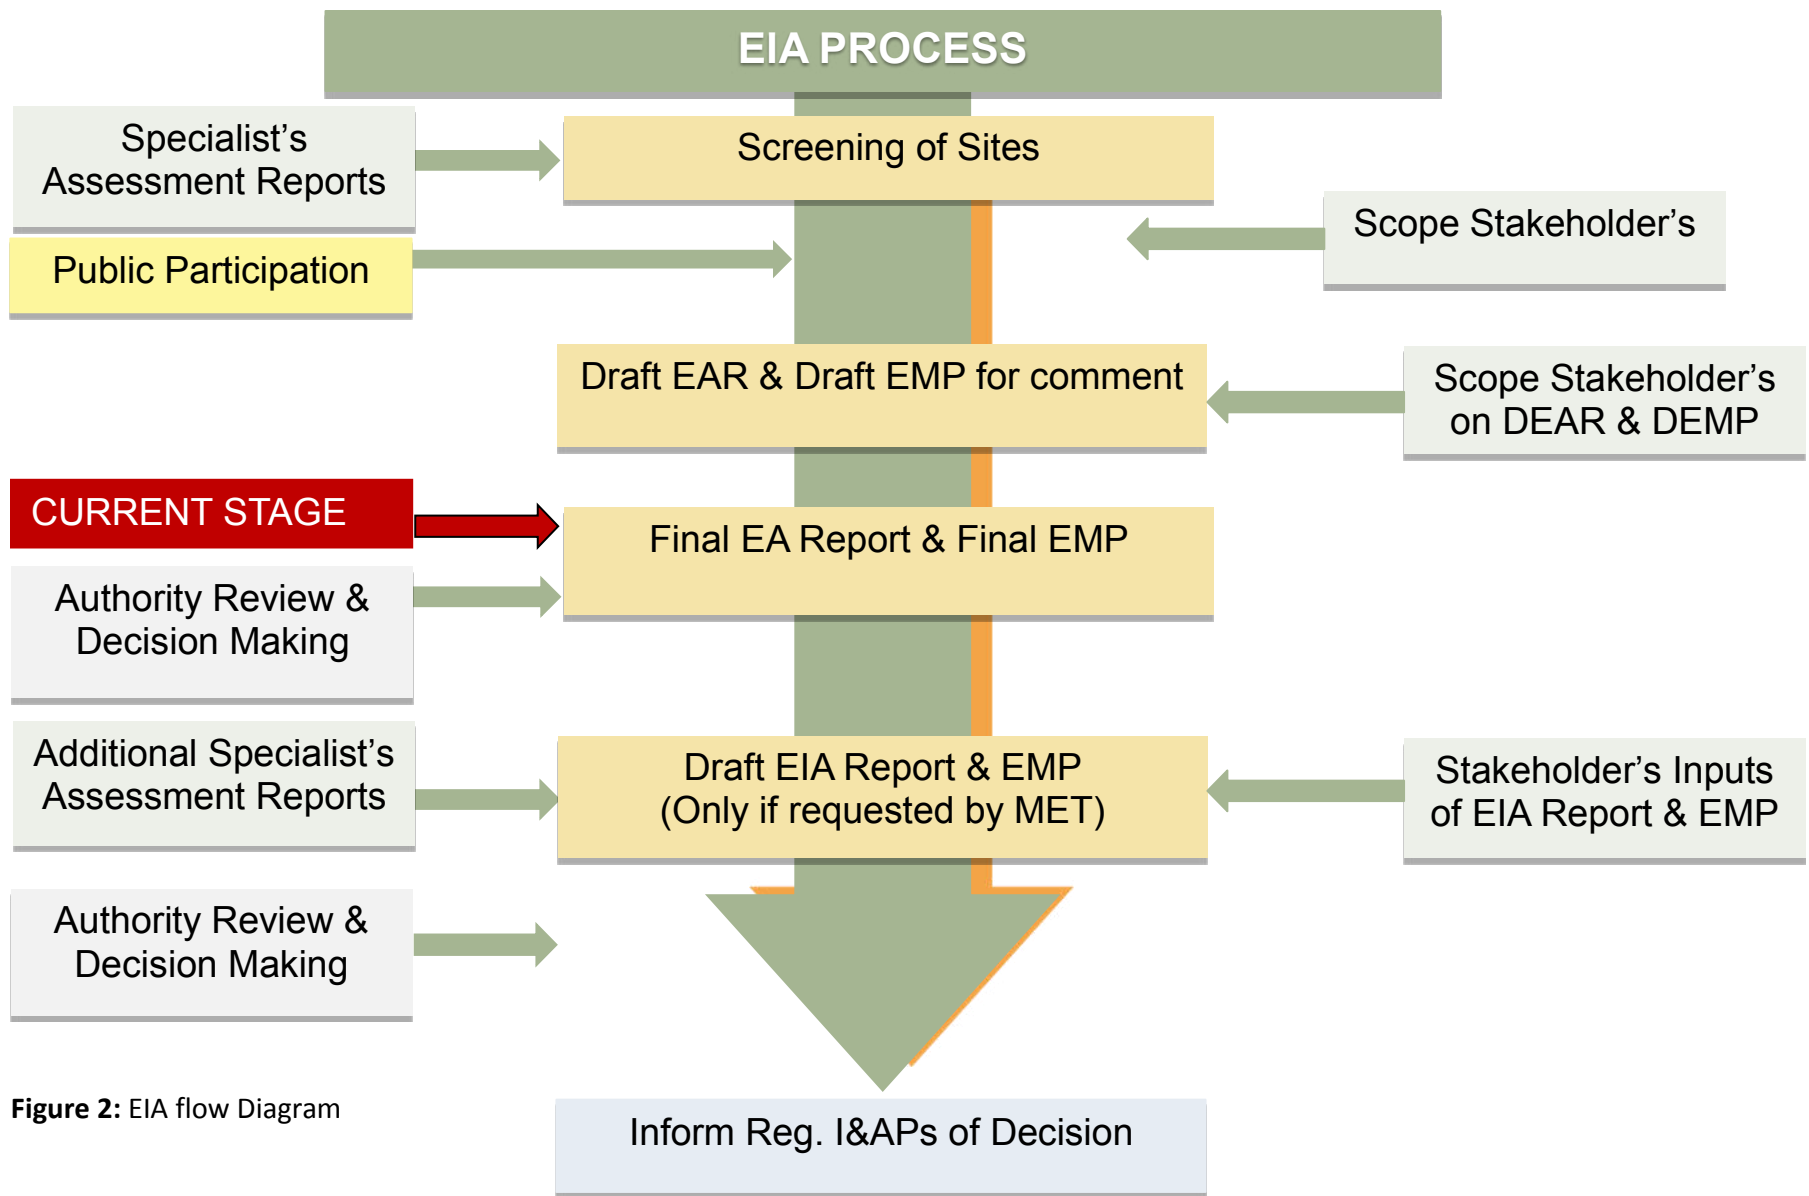 EIA PROCESS
Specialist's
Assessment Reports
Screening of Sites
Scope Stakeholder's
Public Participation
Draft EAR & Draft EMP for comment
Scope Stakeholder's
on DEAR & DEMP
CURRENT STAGE
Final EA Report & Final EMP
Authority Review &
Decision Making
Additional Specialist's
Assessment Reports
Draft EIA Report & EMP
(Only if requested by MET)
Stakeholder's Inputs
of EIA Report & EMP
Authority Review &
Decision Making
Figure 2: EIA flow Diagram
Inform Reg. I&APs of Decision